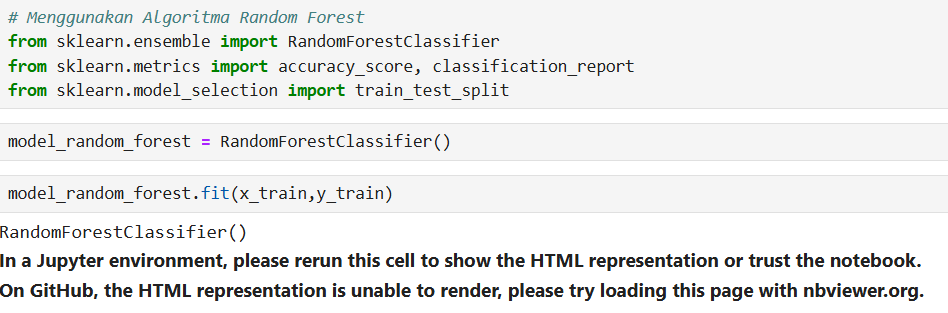 # Menggunakan Algoritma Random Forest
from sklearn.ensemble import RandomForestClassifier
from sklearn.metrics import accuracy_score, classification_report
from sklearn.model_selection import train_test_split
model_random_forest = RandomForestClassifier()
model_random_forest.fit(x_train,y_train)
RandomForestClassifier()
In a Jupyter environment, please rerun this cell to show the HTML representation or trust the notebook.
On GitHub, the HTML representation is unable to render, please try loading this page with nbviewer.org.